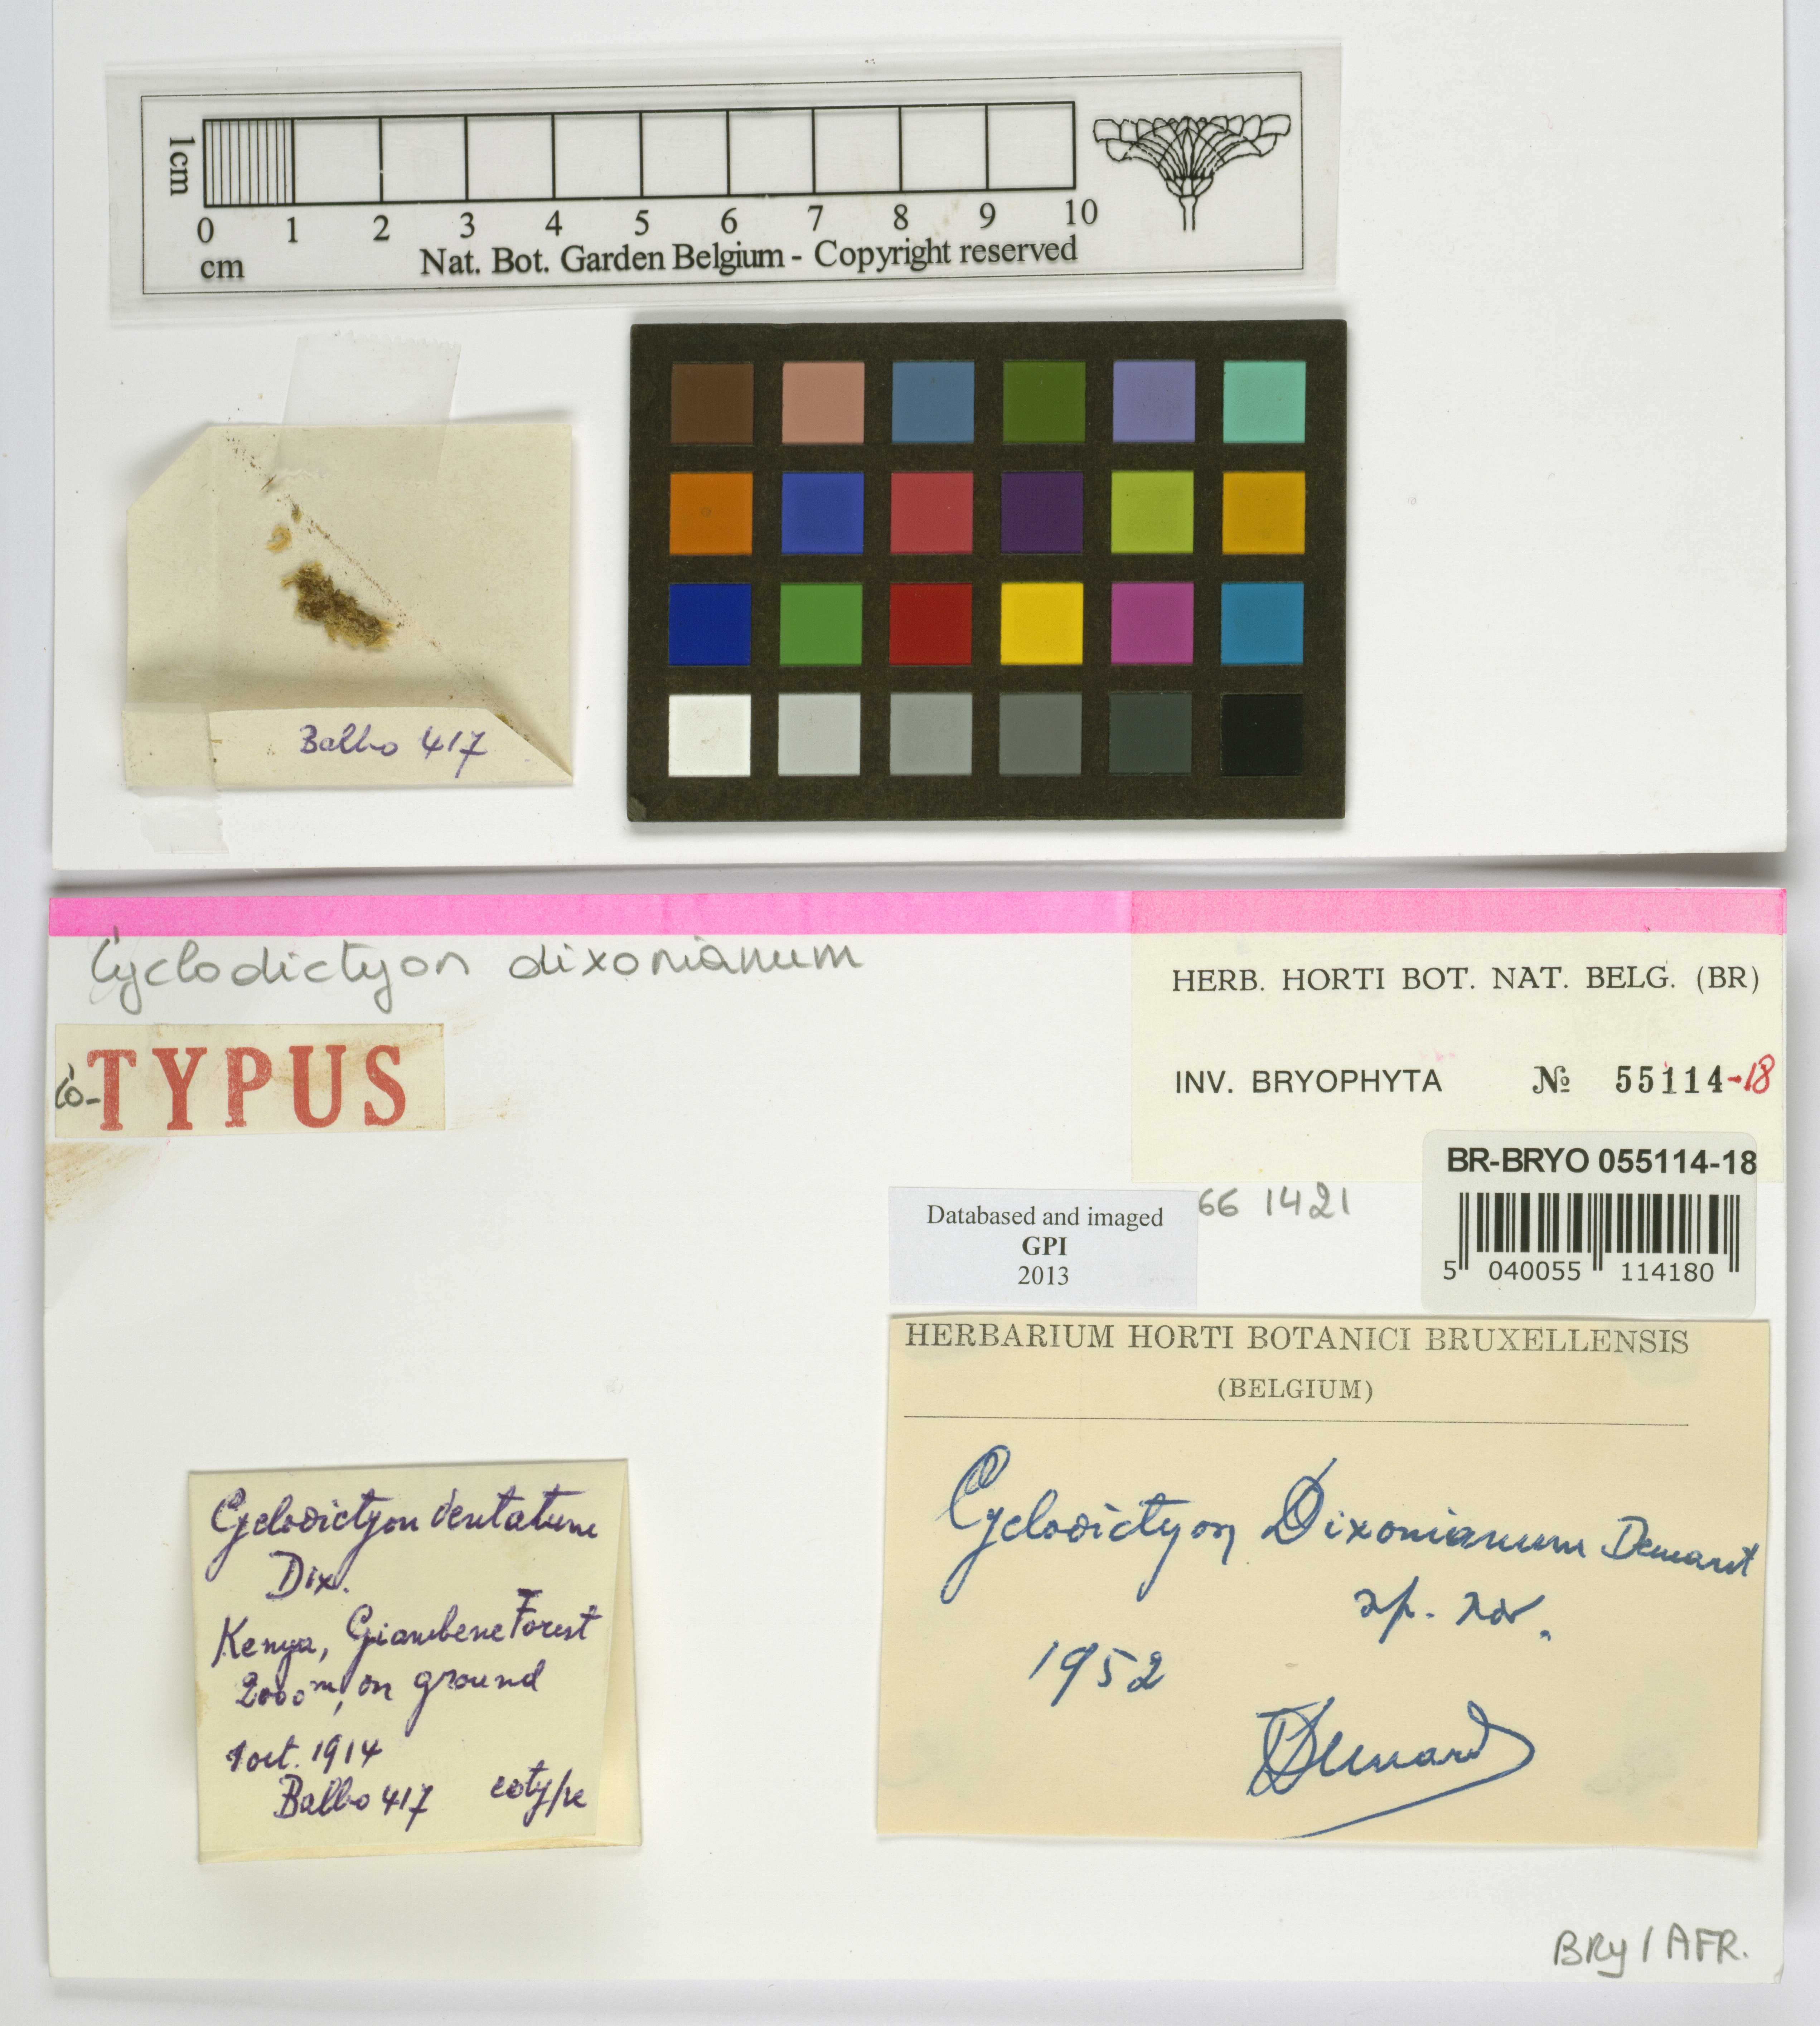 1cm
0 1 2 3 4 5 6 7 8 9 10
cm
Nat. Bot. Garden Belgium - Copyright reserved
Balbo 417
Cyclodictyon dixonianum
Co-TYPUS
HERB. HORTI BOT. NAT. BELG. (BR)
INV. BRYOPHYTA № 55114-18
BR-BRYO 055114-18
5 040055 114180
66 1421
Databased and imaged
GPI
2013
HERBARIUM HORTI BOTANICI BRUXELLENSIS
(BELGIUM)
Cyclodictyon Dixonianum Demaret
sp. nov.
1952
FDemaret
Cyclodictyon dentatum
Dix.
Kenya, Giambene Forest
2000m, on ground
1 oct. 1914
Balbo 417 cotype
BRY / AFR.